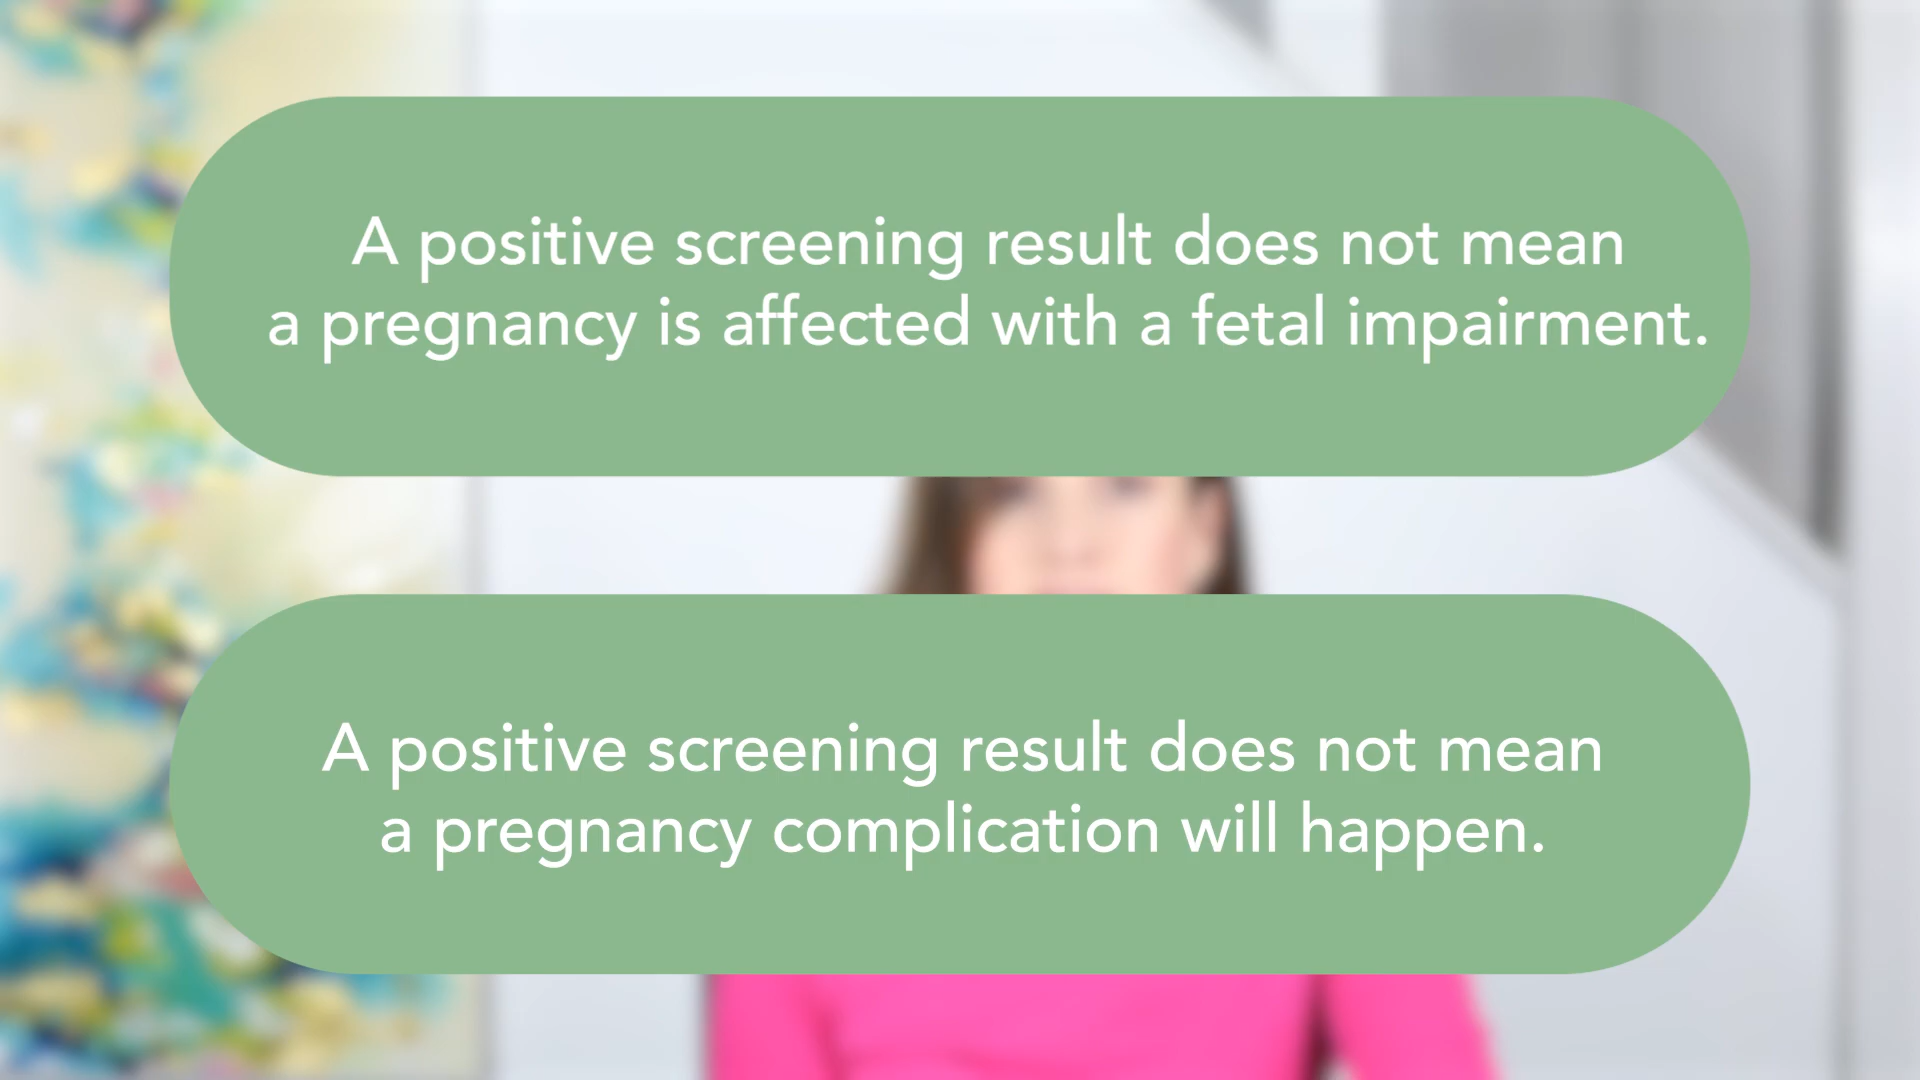 A positive screening result does not mean
a pregnancy is affected with a fetal impairment.
A positive screening result does not mean
a pregnancy complication will happen.